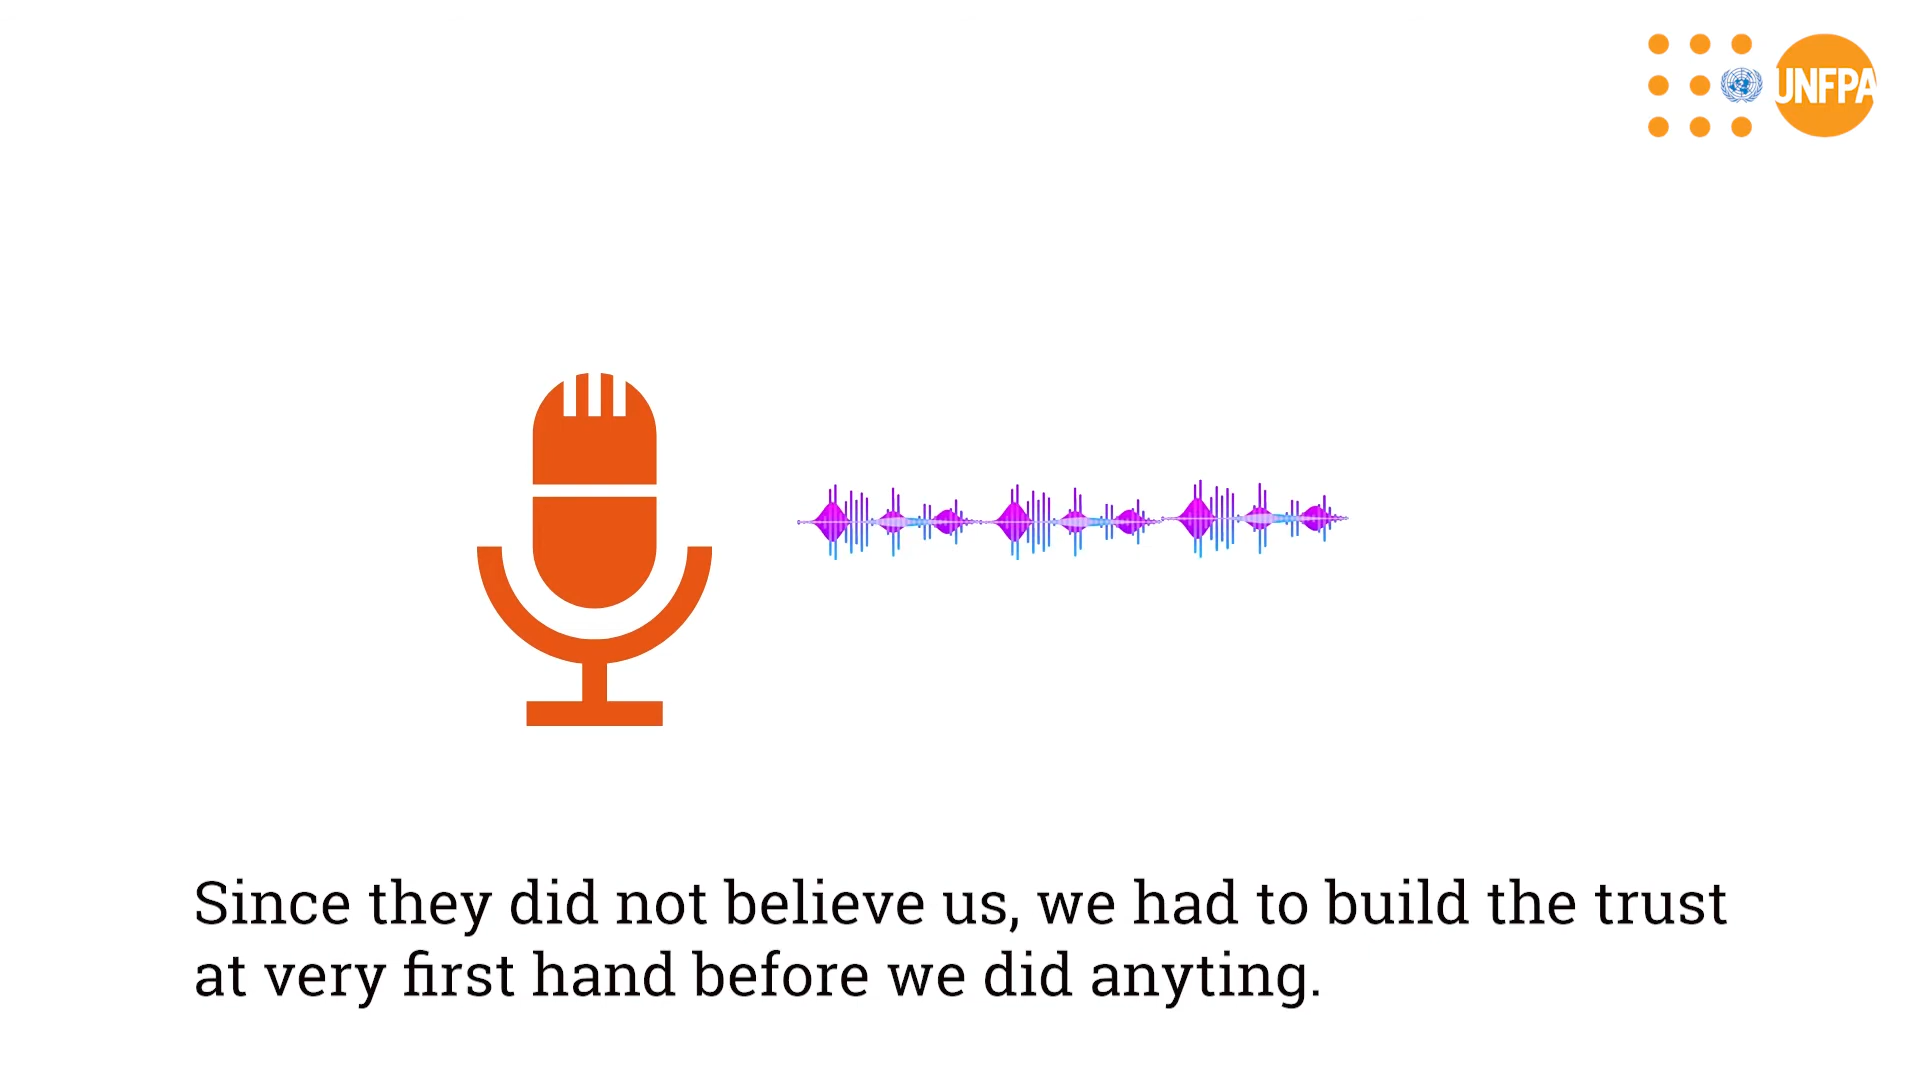 UNFPA
Since they did not believe us, we had to build the trust
at very first hand before we did anyting.